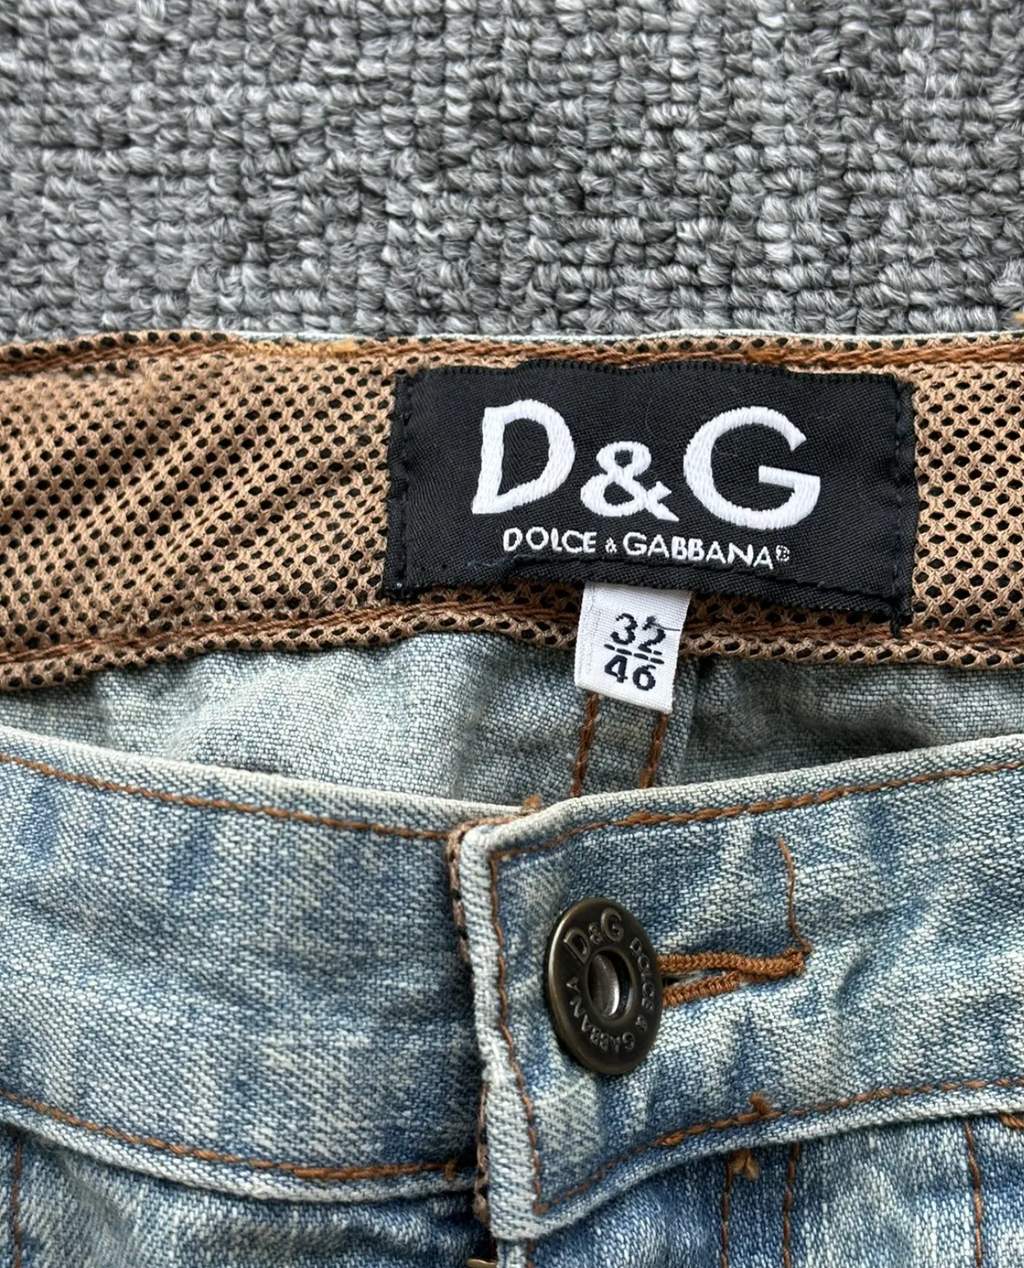 D&G
DOLCE & GABBANA®
32
46
D&G DOLCE & GABBANA